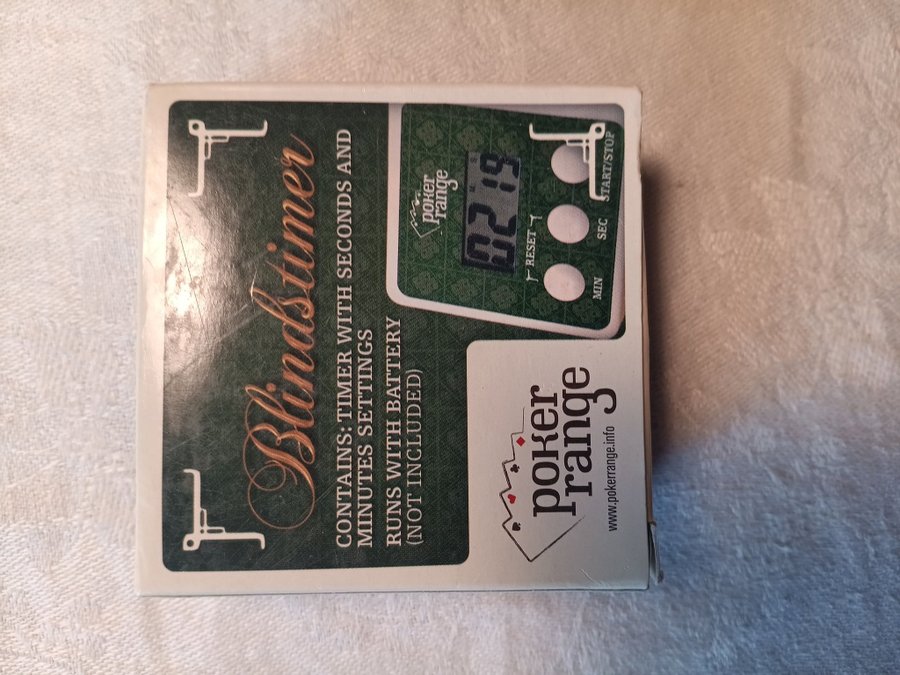 Blindstimer
CONTAINS: TIMER WITH SECONDS AND
MINUTES SETTINGS
RUNS WITH BATTERY
(NOT INCLUDED)
poker
range
02 19
RESET
MIN SEC START/STOP
poker
range
www.pokerrange.info